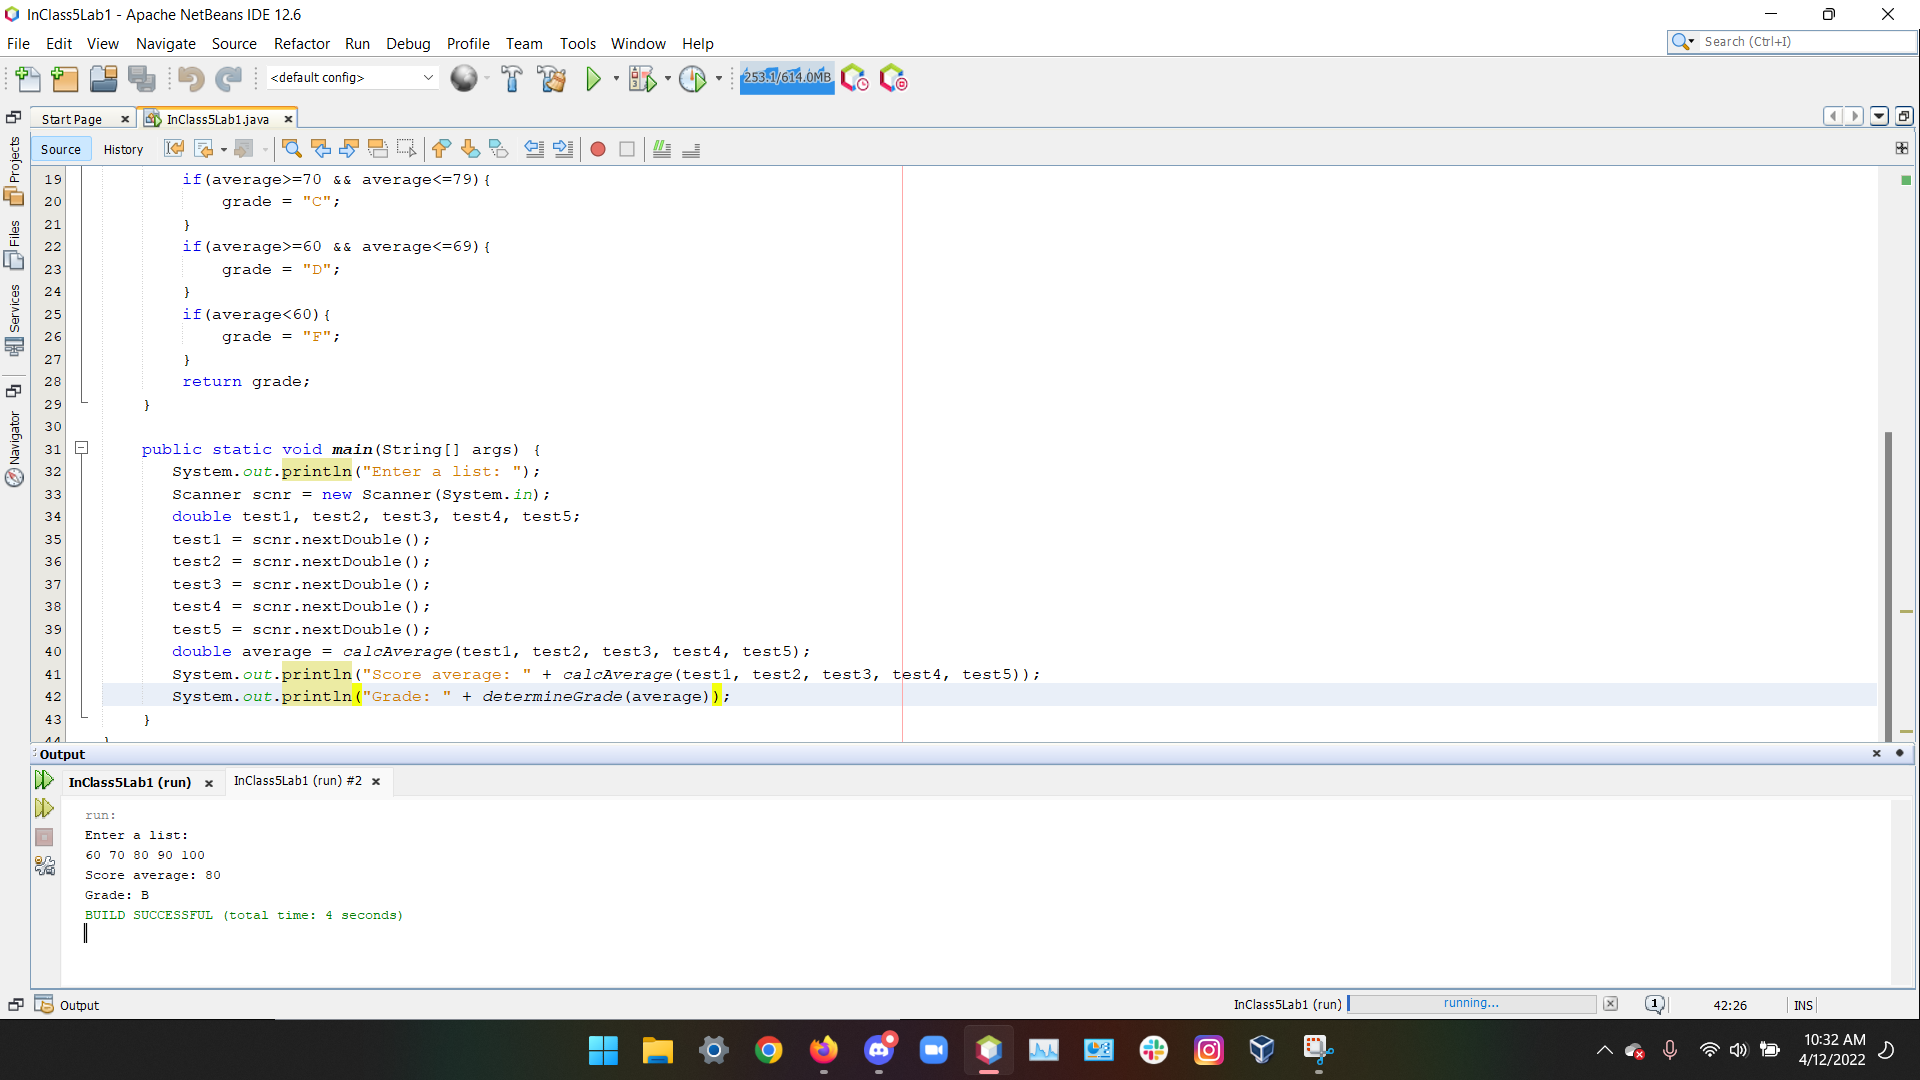 InClass5Lab1 - Apache NetBeans IDE 12.6
File Edit View Navigate Source Refactor Run Debug Profile Team Tools Window Help
Search (Ctrl+I)
<default config>
253.1/614.0MB
Start Page
InClass5Lab1.java
Source History
Projects
Files
Services
Navigator
19 if(average>=70 && average<=79){
20 grade = "C";
21 }
22 if(average>=60 && average<=69){
23 grade = "D";
24 }
25 if(average<60){
26 grade = "F";
27 }
28 return grade;
29 }
30
31 public static void main(String[] args) {
32 System.out.println("Enter a list: ");
33 Scanner scnr = new Scanner(System.in);
34 double test1, test2, test3, test4, test5;
35 test1 = scnr.nextDouble();
36 test2 = scnr.nextDouble();
37 test3 = scnr.nextDouble();
38 test4 = scnr.nextDouble();
39 test5 = scnr.nextDouble();
40 double average = calcAverage(test1, test2, test3, test4, test5);
41 System.out.println("Score average: " + calcAverage(test1, test2, test3, test4, test5));
42 System.out.println("Grade: " + determineGrade(average));
43 }
44 }
Output
InClass5Lab1 (run)
InClass5Lab1 (run) #2
run:
Enter a list:
60 70 80 90 100
Score average: 80
Grade: B
BUILD SUCCESSFUL (total time: 4 seconds)
Output
InClass5Lab1 (run)
running...
1
42:26
INS
10:32 AM
4/12/2022